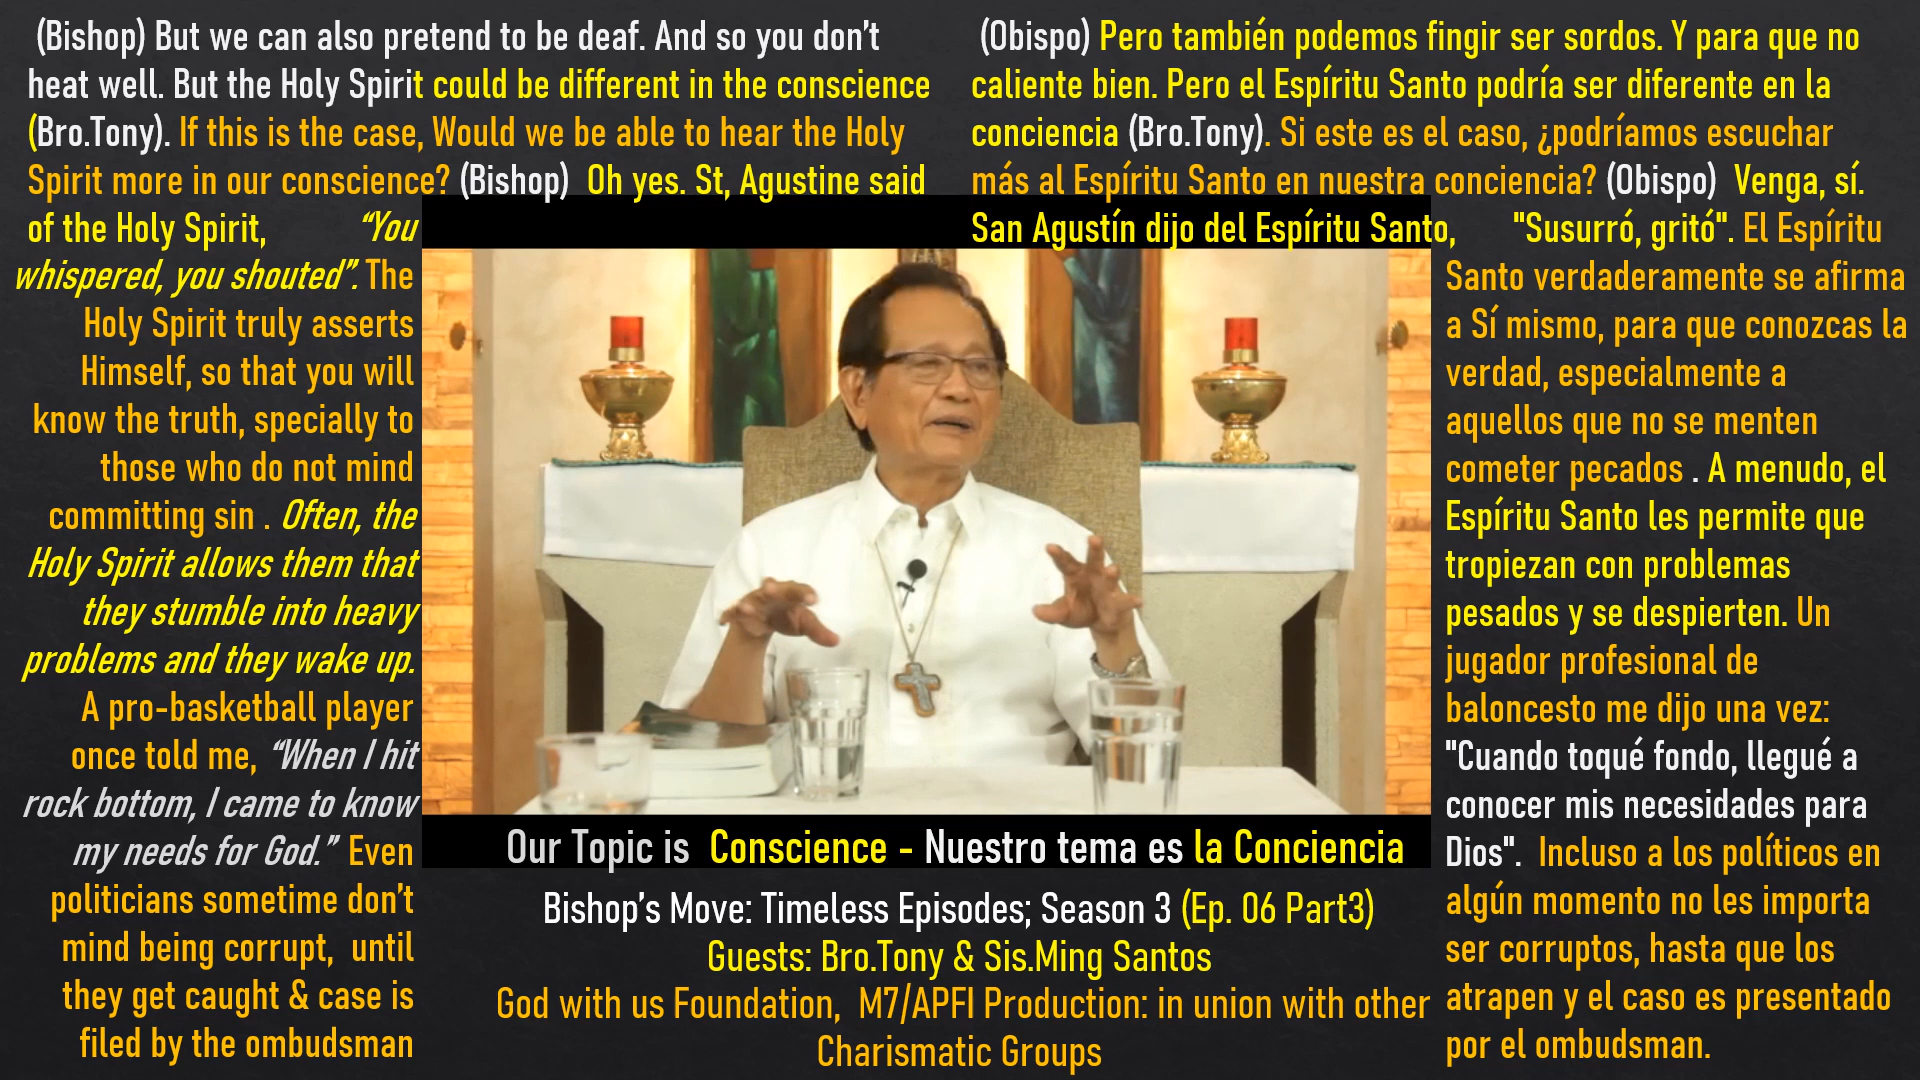 (Bishop) But we can also pretend to be deaf. And so you don’t
heat well. But the Holy Spirit could be different in the conscience
(Bro.Tony). If this is the case, Would we be able to hear the Holy
Spirit more in our conscience? (Bishop)  Oh yes. St, Agustine said
of the Holy Spirit, “You
whispered, you shouted”. The
Holy Spirit truly asserts
Himself, so that you will
know the truth, specially to
those who do not mind
committing sin . Often, the
Holy Spirit allows them that
they stumble into heavy
problems and they wake up.
A pro-basketball player
once told me, “When I hit
rock bottom, I came to know
my needs for God.” Even
politicians sometime don’t
mind being corrupt,  until
they get caught & case is
filed by the ombudsman
(Obispo) Pero también podemos fingir ser sordos. Y para que no
caliente bien. Pero el Espíritu Santo podría ser diferente en la
conciencia (Bro.Tony). Si este es el caso, ¿podríamos escuchar
más al Espíritu Santo en nuestra conciencia? (Obispo)  Venga, sí.
San Agustín dijo del Espíritu Santo, "Susurró, gritó". El Espíritu
Santo verdaderamente se afirma
a Sí mismo, para que conozcas la
verdad, especialmente a
aquellos que no se menten
cometer pecados . A menudo, el
Espíritu Santo les permite que
tropiezan con problemas
pesados y se despierten. Un
jugador profesional de
baloncesto me dijo una vez:
"Cuando toqué fondo, llegué a
conocer mis necesidades para
Dios".  Incluso a los políticos en
algún momento no les importa
ser corruptos, hasta que los
atrapen y el caso es presentado
por el ombudsman.
Our Topic is  Conscience - Nuestro tema es la Conciencia
Bishop’s Move: Timeless Episodes; Season 3 (Ep. 06 Part3)
Guests: Bro.Tony & Sis.Ming Santos
God with us Foundation,  M7/APFI Production: in union with other
Charismatic Groups